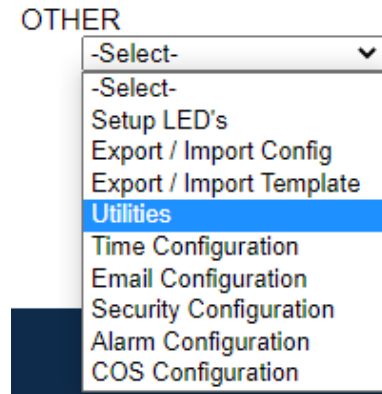 OTHER
-Select-
-Select-
Setup LED's
Export / Import Config
Export / Import Template
Utilities
Time Configuration
Email Configuration
Security Configuration
Alarm Configuration
COS Configuration